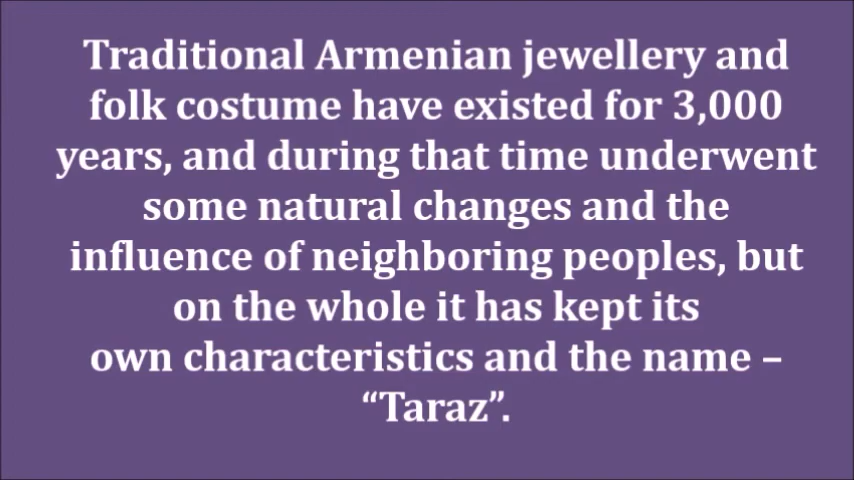 Traditional Armenian jewellery and
folk costume have existed for 3,000
years, and during that time underwent
some natural changes and the
influence of neighboring peoples, but
on the whole it has kept its
own characteristics and the name –
“Taraz”.